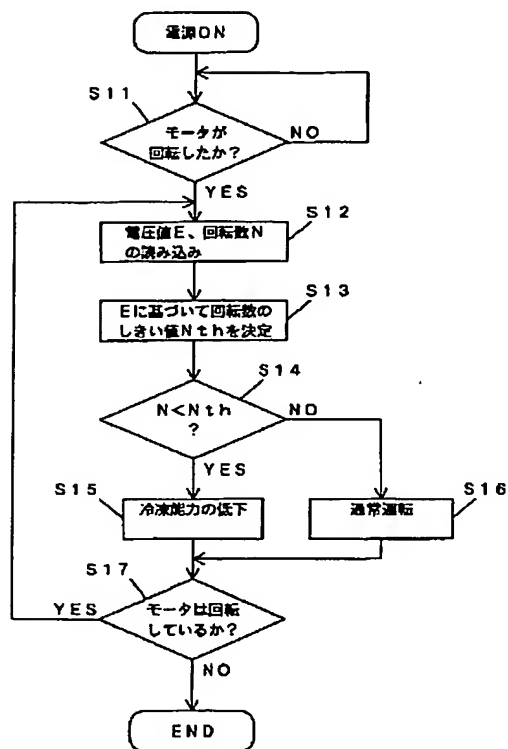 電源ON
S11
モータが
回転したか?
NO
YES
S12
電圧値E、回転数N
の読み込み
S13
Eに基づいて回転数の
しきい値Nthを決定
S14
N<Nth
?
NO
YES
S15
冷凍能力の低下
通常運転
S16
S17
YES
モータは回転
しているか?
NO
END